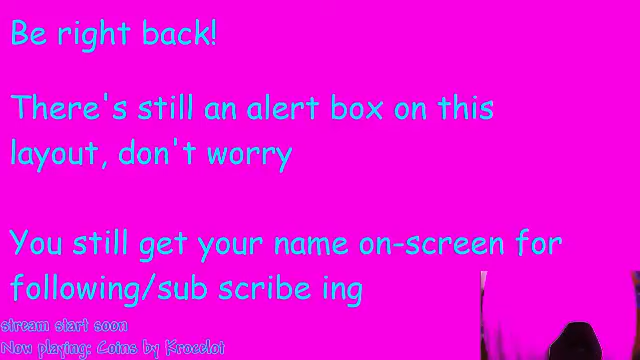 Be right back!
There's still an alert box on this
layout, don't worry
You still get your name on-screen for
following/sub scribe ing
stream start soon
Now playing: Coins by Krocelot